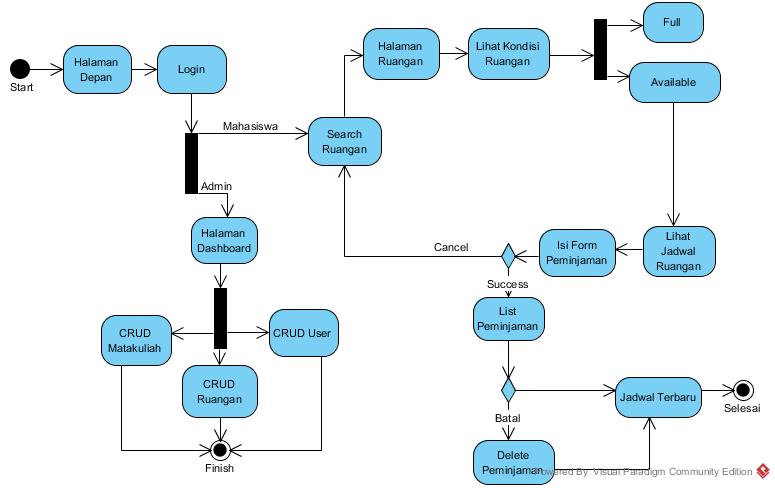 Start
Halaman
Depan
Login
Mahasiswa
Admin
Search
Ruangan
Halaman
Ruangan
Lihat Kondisi
Ruangan
Full
Available
Lihat
Jadwal
Ruangan
Isi Form
Peminjaman
Cancel
Success
List
Peminjaman
Batal
Delete
Peminjaman
Jadwal Terbaru
Selesai
Halaman
Dashboard
CRUD
Matakuliah
CRUD User
CRUD
Ruangan
Finish
Powered By Visual Paradigm Community Edition